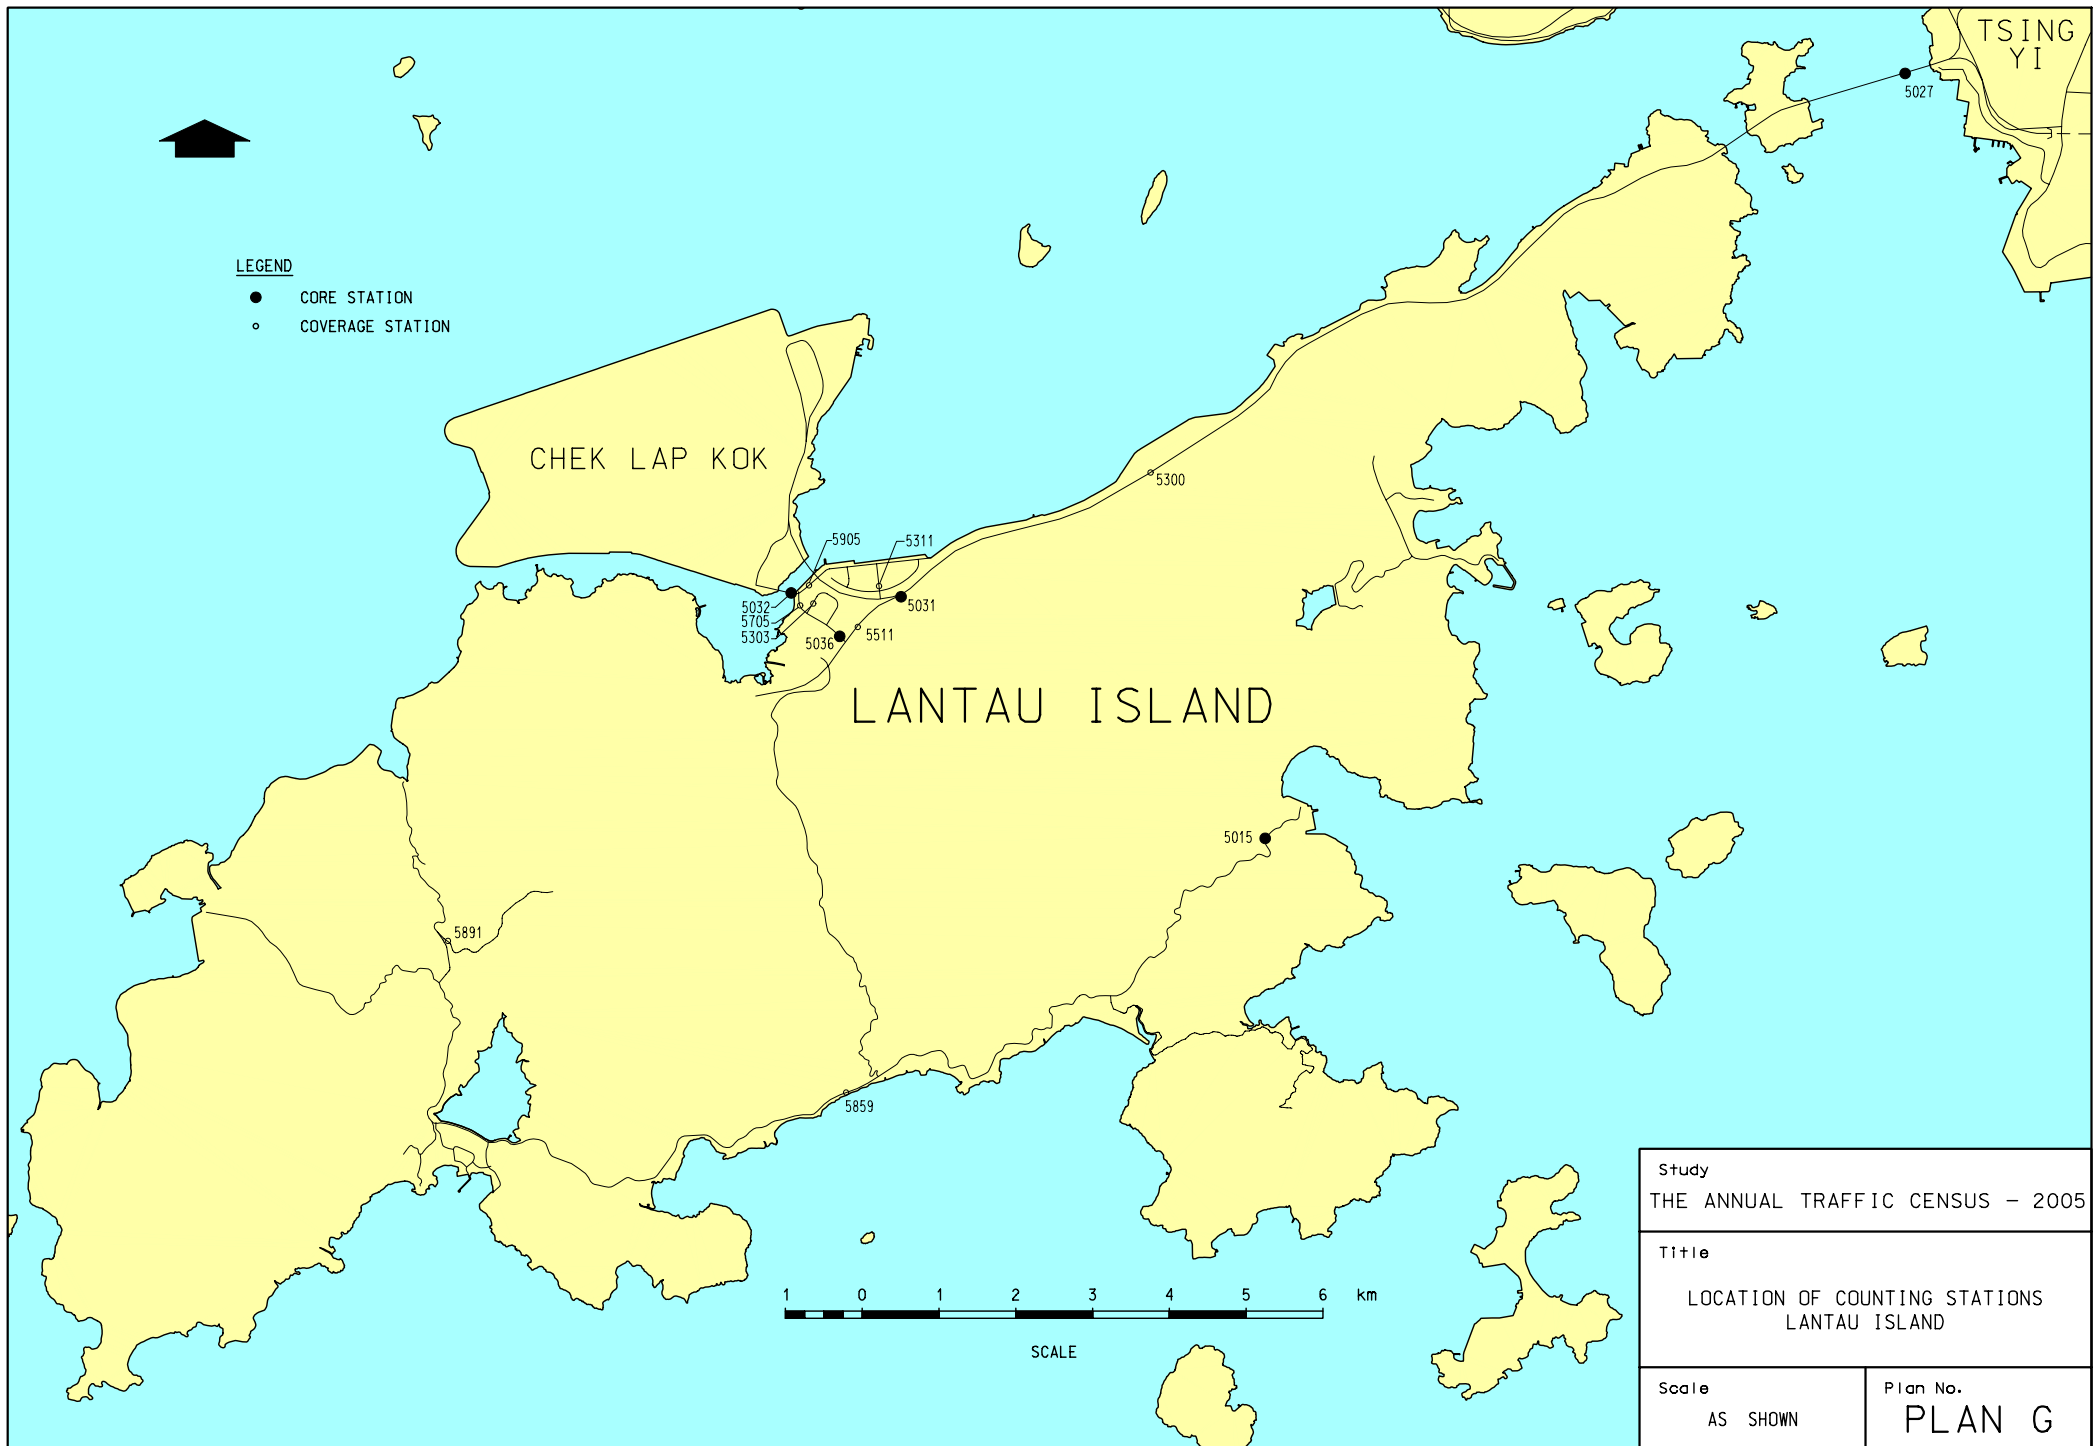 TSING
YI
5027
LEGEND
CORE STATION
COVERAGE STATION
CHEK LAP KOK
5300
5905
5311
5032
5705
5303
5031
5036
5511
LANTAU ISLAND
5015
5891
5859
Study
THE ANNUAL TRAFFIC CENSUS - 2005
Title
LOCATION OF COUNTING STATIONS
LANTAU ISLAND
1 0 1 2 3 4 5 6 km
SCALE
Scale
AS SHOWN
Plan No.
PLAN G